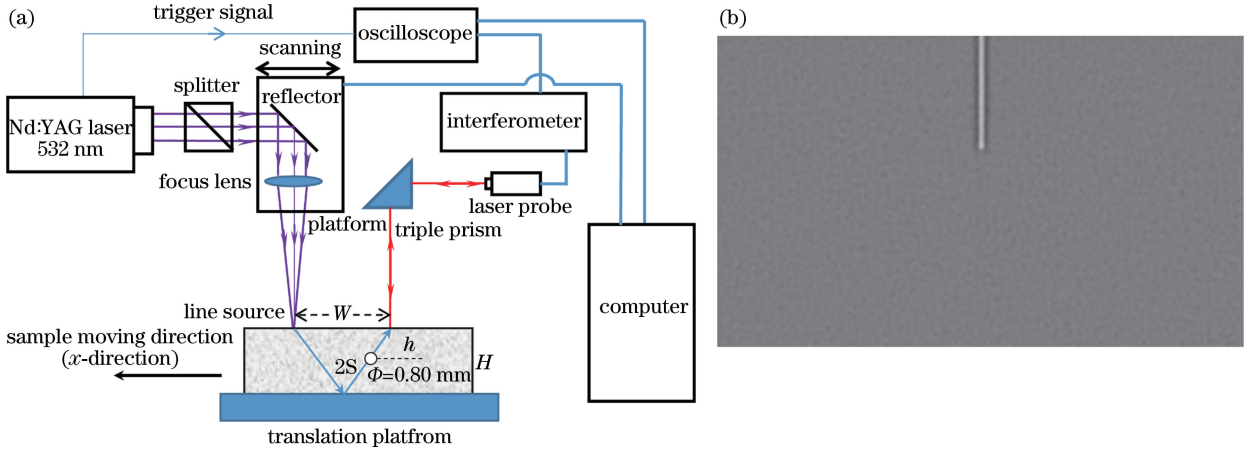 (a)
trigger signal
oscilloscope
scanning
splitter
reflector
Nd:YAG laser
532 nm
interferometer
focus lens
laser probe
platform
triple prism
line source
W
computer
sample moving direction
(x-direction)
2S
h
H
Φ=0.80 mm
translation platfrom
(b)